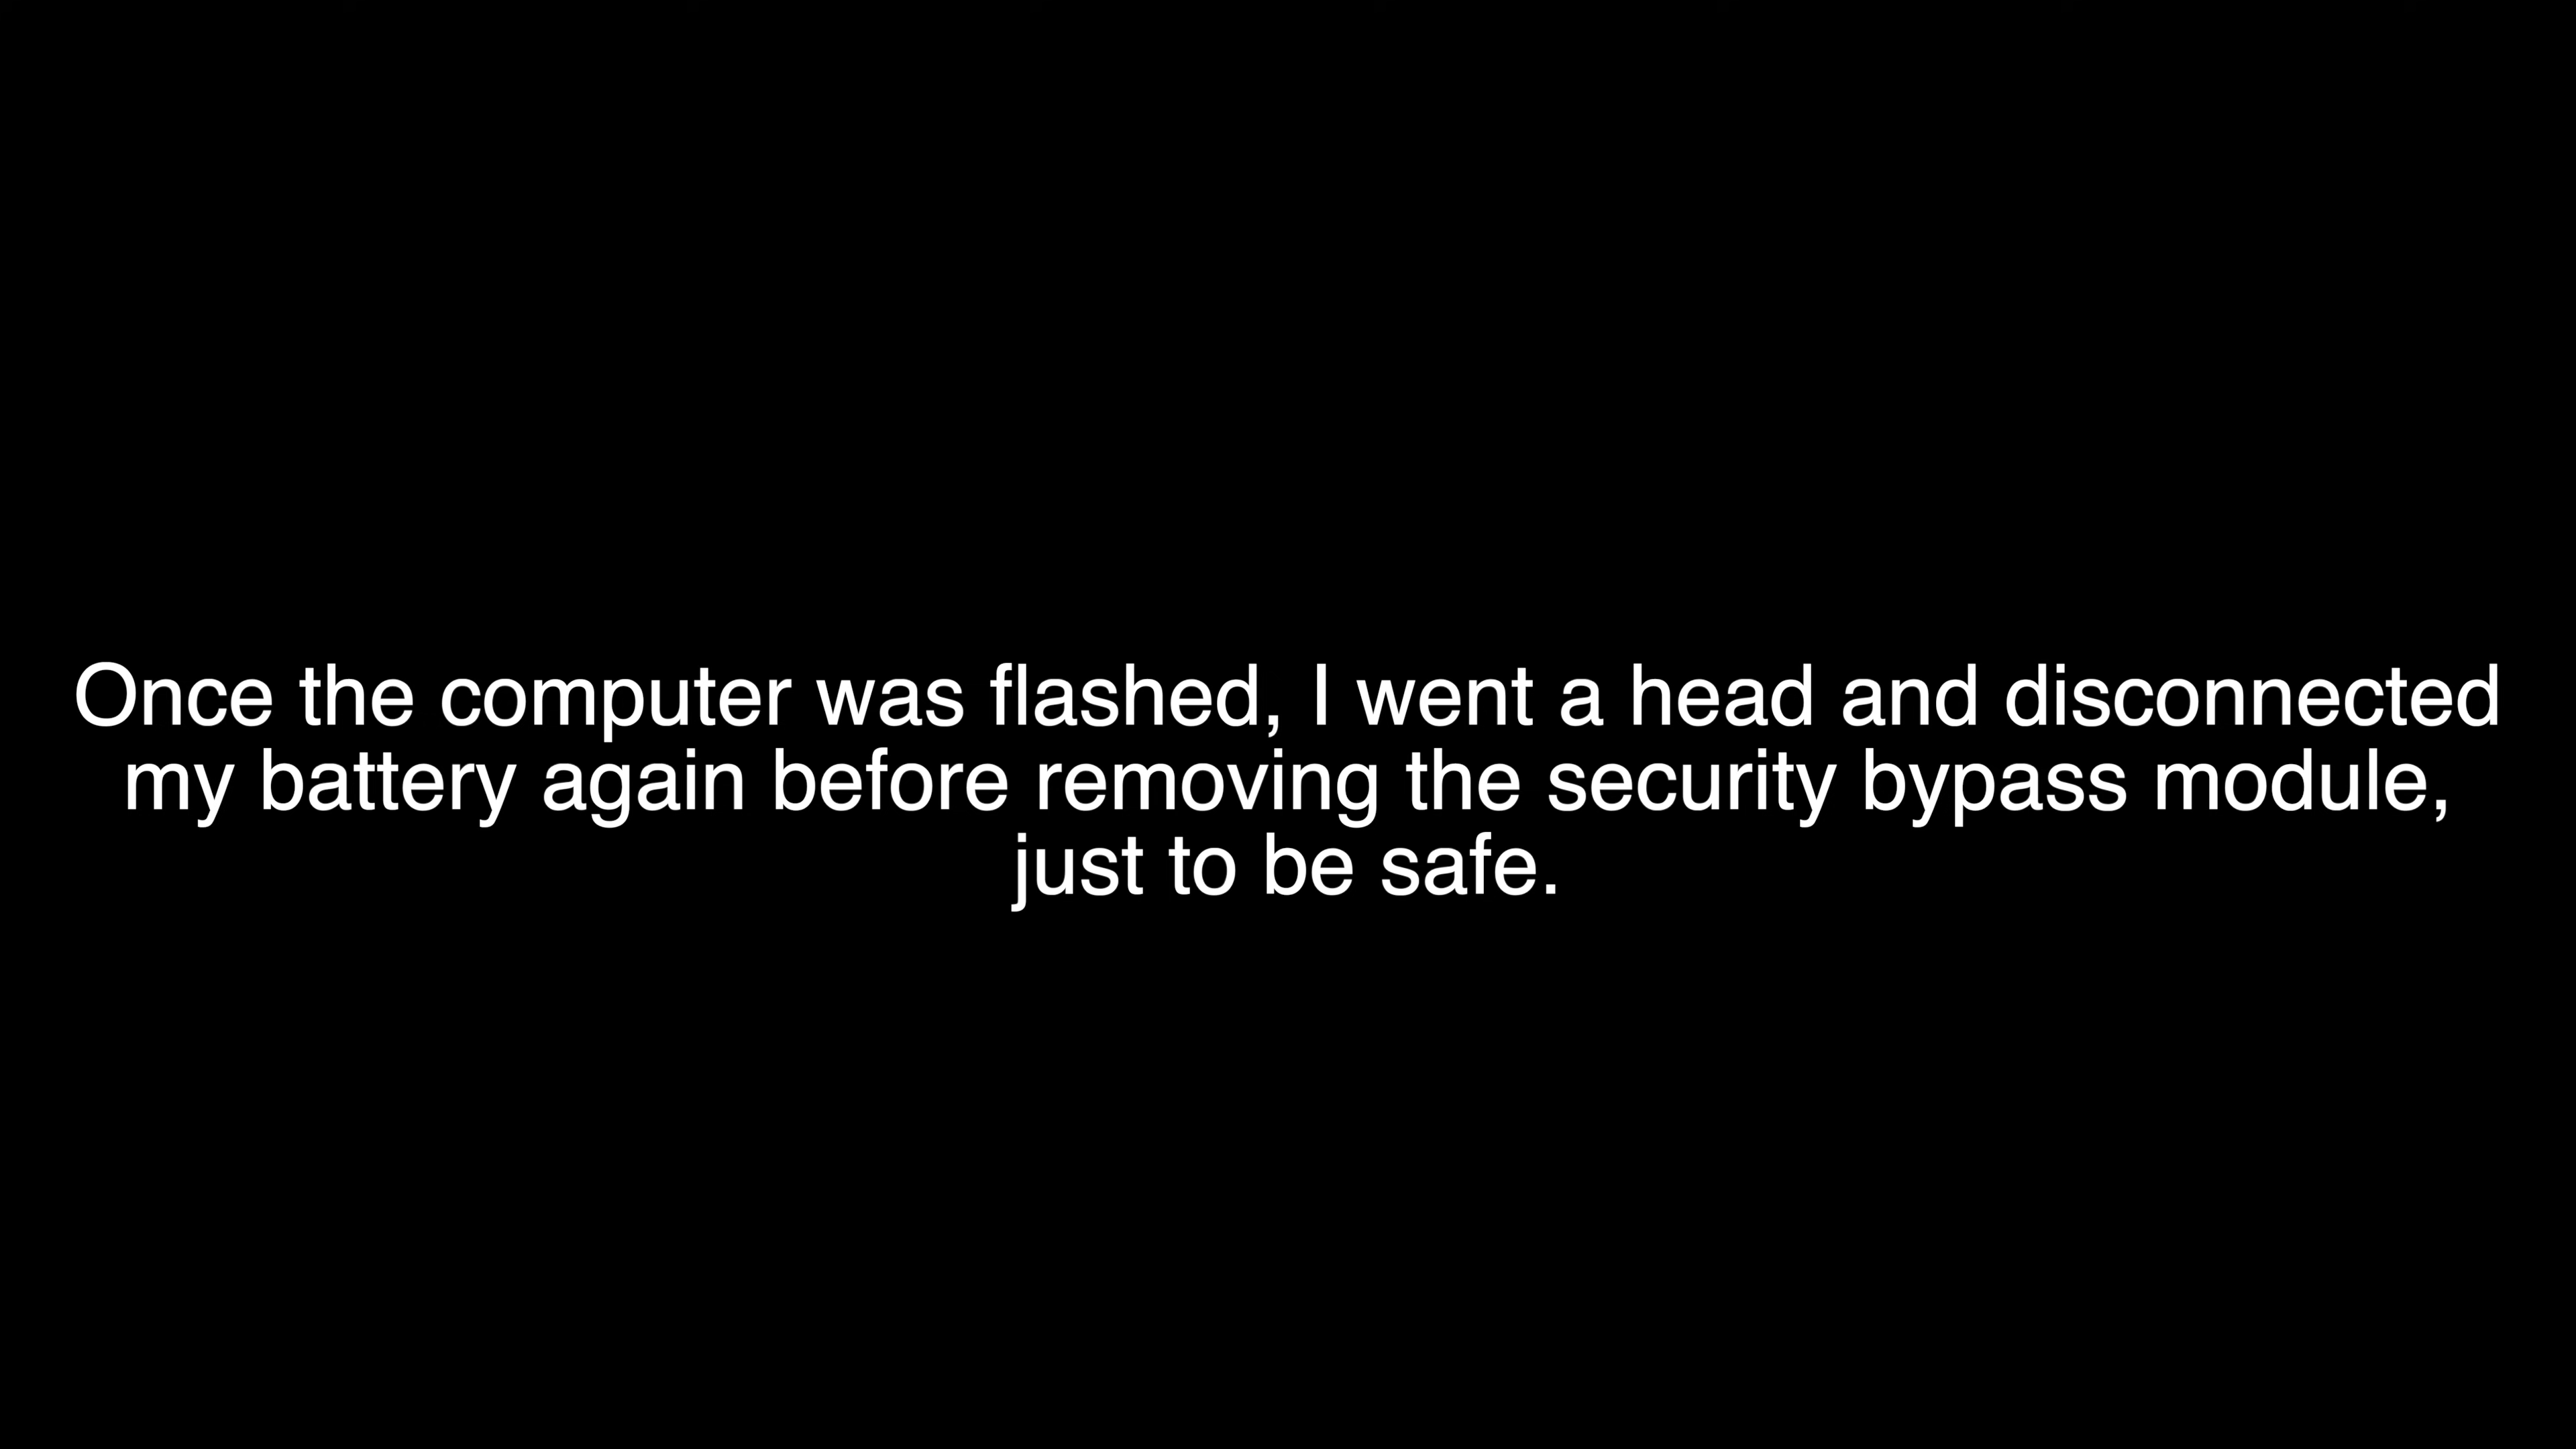 Once the computer was flashed, I went a head and disconnected
my battery again before removing the security bypass module,
just to be safe.